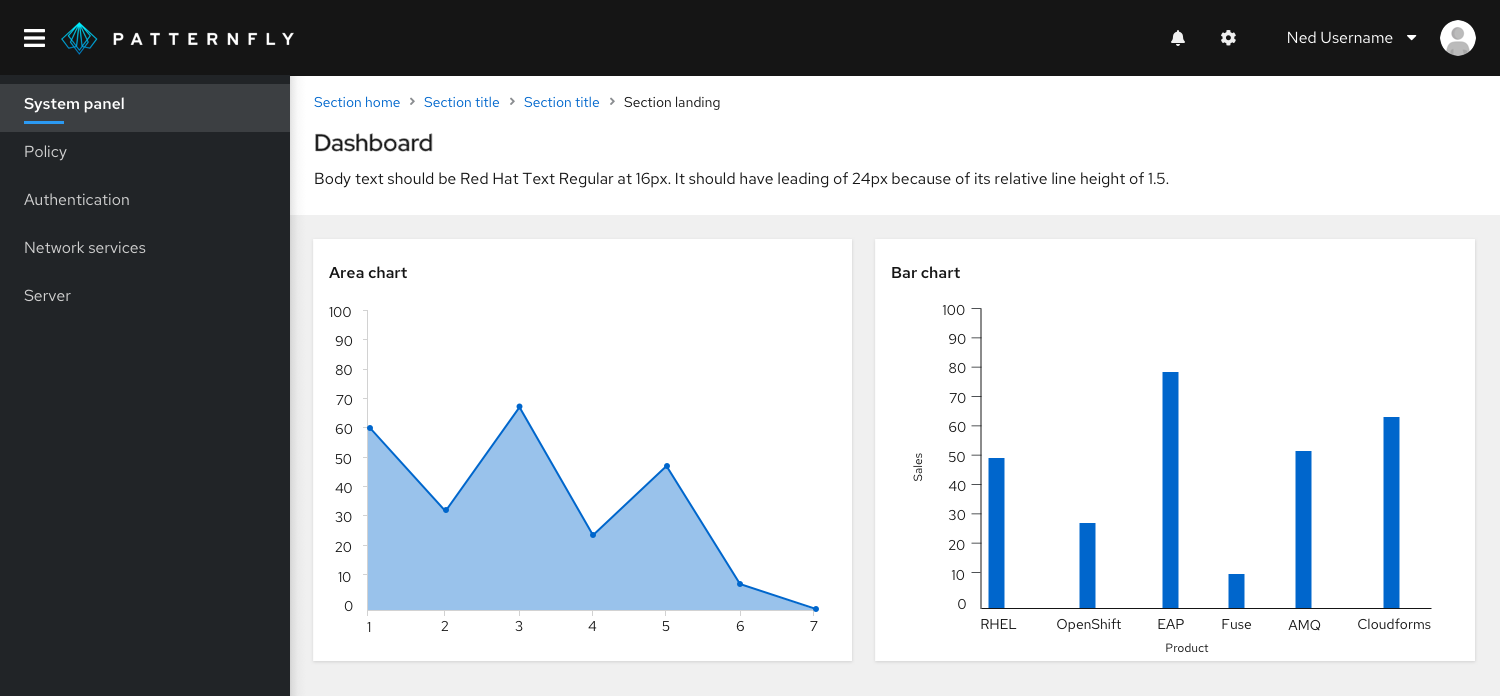 PATTERNFLY
Ned Username
System panel
Policy
Authentication
Network services
Server
Section home > Section title > Section title > Section landing
Dashboard
Body text should be Red Hat Text Regular at 16px. It should have leading of 24px because of its relative line height of 1.5.
Area chart
100
90
80
70
60
50
40
30
20
10
0
1 2 3 4 5 6 7
Bar chart
Sales
100
90
80
70
60
50
40
30
20
10
0
RHEL OpenShift EAP Fuse AMQ Cloudforms
Product